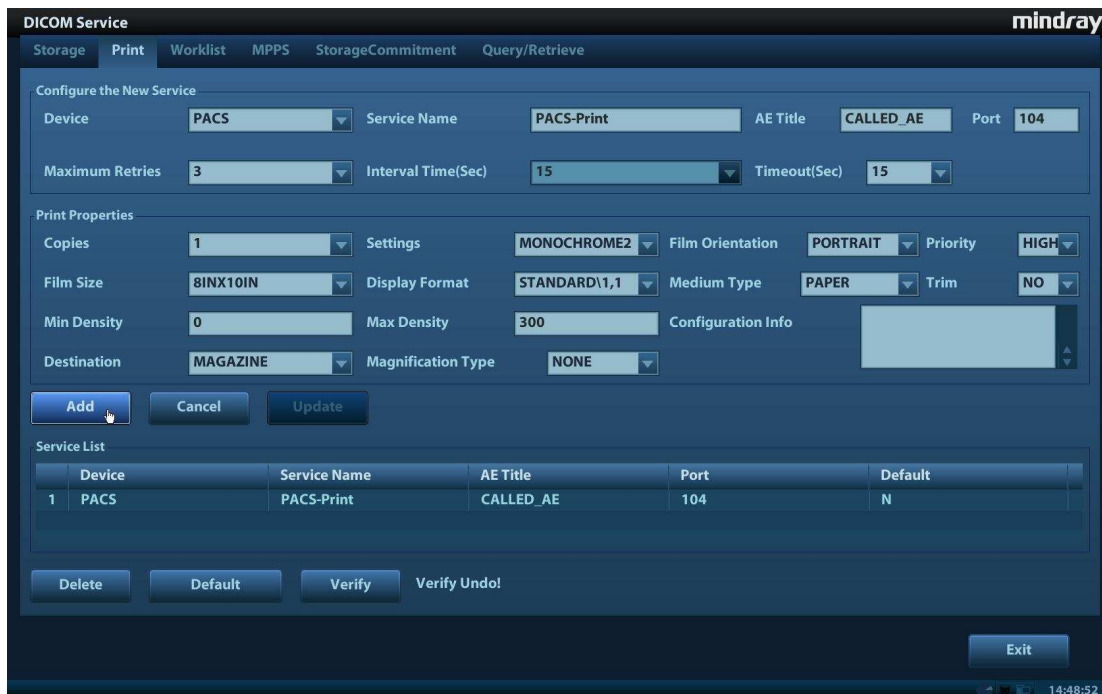 DICOM Service mindray
Storage Print Worklist MPPS StorageCommitment Query/Retrieve
Configure the New Service
Device PACS Service Name PACS-Print AE Title CALLED_AE Port 104
Maximum Retries 3 Interval Time(Sec) 15 Timeout(Sec) 15
Print Properties
Copies 1 Settings MONOCHROME2 Film Orientation PORTRAIT Priority HIGH
Film Size 8INX10IN Display Format STANDARD\1,1 Medium Type PAPER Trim NO
Min Density 0 Max Density 300 Configuration Info
Destination MAGAZINE Magnification Type NONE
Add Cancel Update
Service List
Device Service Name AE Title Port Default
1 PACS PACS-Print CALLED_AE 104 N
Delete Default Verify Verify Undo!
Exit
14:48:52